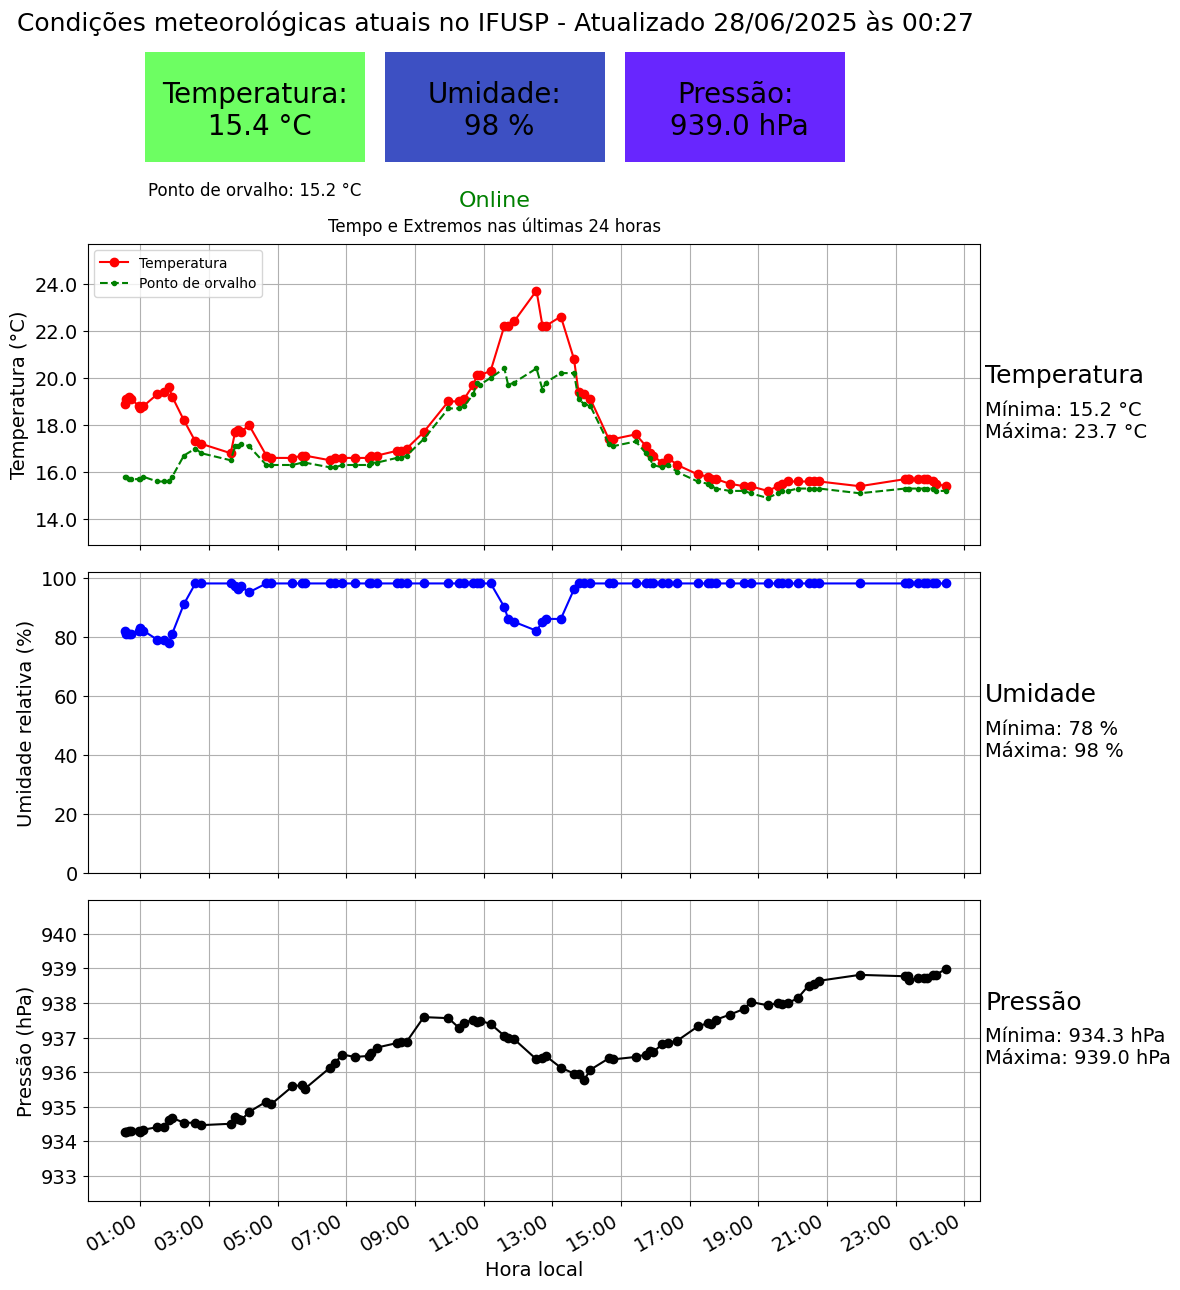 Condições meteorológicas atuais no IFUSP - Atualizado 28/06/2025 às 00:27
Temperatura:
15.4 °C
Umidade:
98 %
Pressão:
939.0 hPa
Ponto de orvalho: 15.2 °C
Online
Tempo e Extremos nas últimas 24 horas
Temperatura
Ponto de orvalho
Temperatura (°C)
24.0
22.0
20.0
18.0
16.0
14.0
Temperatura
Mínima: 15.2 °C
Máxima: 23.7 °C
Umidade relativa (%)
100
80
60
40
20
0
Umidade
Mínima: 78 %
Máxima: 98 %
Pressão (hPa)
940
939
938
937
936
935
934
933
Pressão
Mínima: 934.3 hPa
Máxima: 939.0 hPa
01:00 03:00 05:00 07:00 09:00 11:00 13:00 15:00 17:00 19:00 21:00 23:00 01:00
Hora local